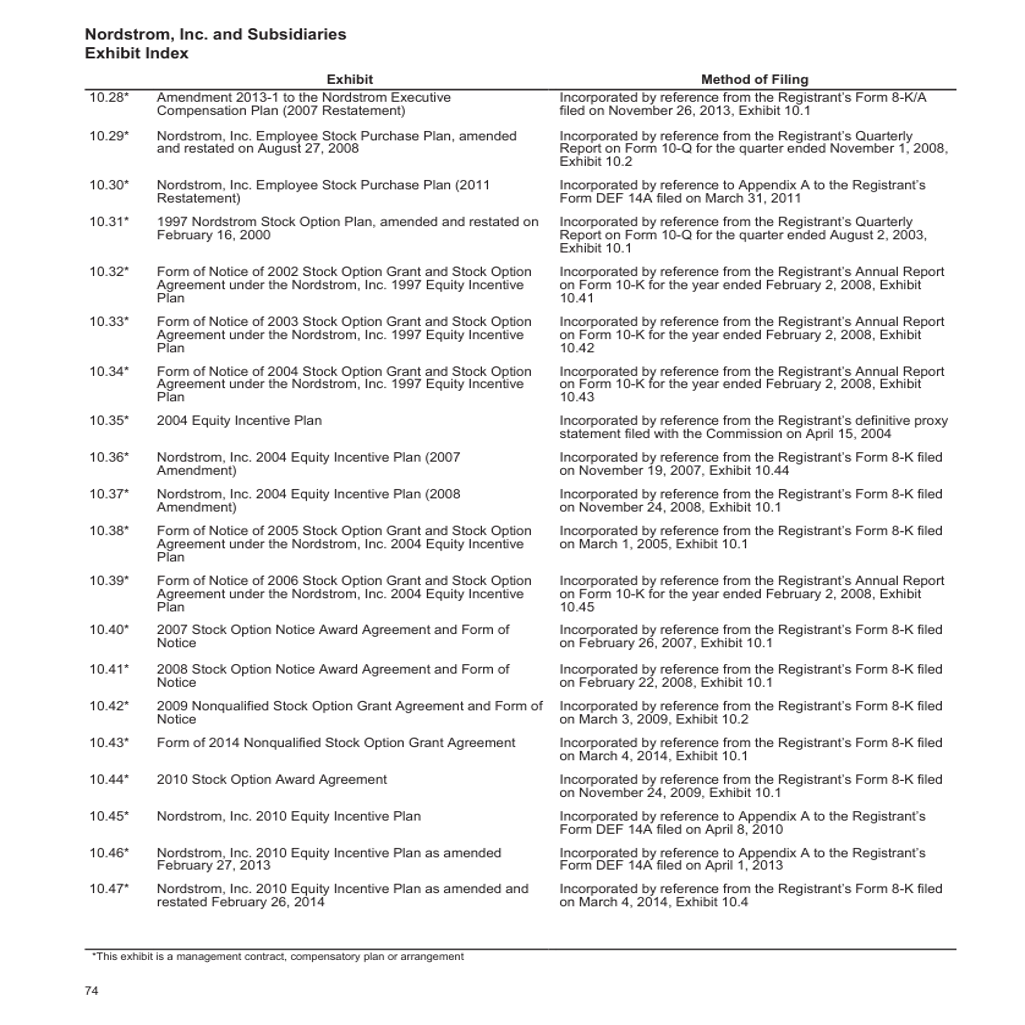 Nordstrom, Inc. and Subsidiaries
Exhibit Index
Exhibit Method of Filing
10.28* Amendment 2013-1 to the Nordstrom Executive Incorporated by reference from the Registrant's Form 8-K/A
Compensation Plan (2007 Restatement) filed on November 26, 2013, Exhibit 10.1
10.29* Nordstrom, Inc. Employee Stock Purchase Plan, amended Incorporated by reference from the Registrant's Quarterly
and restated on August 27, 2008 Report on Form 10-Q for the quarter ended November 1, 2008,
Exhibit 10.2
10.30* Nordstrom, Inc. Employee Stock Purchase Plan (2011 Incorporated by reference to Appendix A to the Registrant's
Restatement) Form DEF 14A filed on March 31, 2011
10.31* 1997 Nordstrom Stock Option Plan, amended and restated on Incorporated by reference from the Registrant's Quarterly
February 16, 2000 Report on Form 10-Q for the quarter ended August 2, 2003,
Exhibit 10.1
10.32* Form of Notice of 2002 Stock Option Grant and Stock Option Incorporated by reference from the Registrant's Annual Report
Agreement under the Nordstrom, Inc. 1997 Equity Incentive on Form 10-K for the year ended February 2, 2008, Exhibit
Plan 10.41
10.33* Form of Notice of 2003 Stock Option Grant and Stock Option Incorporated by reference from the Registrant's Annual Report
Agreement under the Nordstrom, Inc. 1997 Equity Incentive on Form 10-K for the year ended February 2, 2008, Exhibit
Plan 10.42
10.34* Form of Notice of 2004 Stock Option Grant and Stock Option Incorporated by reference from the Registrant's Annual Report
Agreement under the Nordstrom, Inc. 1997 Equity Incentive on Form 10-K for the year ended February 2, 2008, Exhibit
Plan 10.43
10.35* 2004 Equity Incentive Plan Incorporated by reference from the Registrant's definitive proxy
statement filed with the Commission on April 15, 2004
10.36* Nordstrom, Inc. 2004 Equity Incentive Plan (2007 Incorporated by reference from the Registrant's Form 8-K filed
Amendment) on November 19, 2007, Exhibit 10.44
10.37* Nordstrom, Inc. 2004 Equity Incentive Plan (2008 Incorporated by reference from the Registrant's Form 8-K filed
Amendment) on November 24, 2008, Exhibit 10.1
10.38* Form of Notice of 2005 Stock Option Grant and Stock Option Incorporated by reference from the Registrant's Form 8-K filed
Agreement under the Nordstrom, Inc. 2004 Equity Incentive on March 1, 2005, Exhibit 10.1
Plan
10.39* Form of Notice of 2006 Stock Option Grant and Stock Option Incorporated by reference from the Registrant's Annual Report
Agreement under the Nordstrom, Inc. 2004 Equity Incentive on Form 10-K for the year ended February 2, 2008, Exhibit
Plan 10.45
10.40* 2007 Stock Option Notice Award Agreement and Form of Incorporated by reference from the Registrant's Form 8-K filed
Notice on February 26, 2007, Exhibit 10.1
10.41* 2008 Stock Option Notice Award Agreement and Form of Incorporated by reference from the Registrant's Form 8-K filed
Notice on February 22, 2008, Exhibit 10.1
10.42* 2009 Nonqualified Stock Option Grant Agreement and Form of Incorporated by reference from the Registrant's Form 8-K filed
Notice on March 3, 2009, Exhibit 10.2
10.43* Form of 2014 Nonqualified Stock Option Grant Agreement Incorporated by reference from the Registrant's Form 8-K filed
on March 4, 2014, Exhibit 10.1
10.44* 2010 Stock Option Award Agreement Incorporated by reference from the Registrant's Form 8-K filed
on November 24, 2009, Exhibit 10.1
10.45* Nordstrom, Inc. 2010 Equity Incentive Plan Incorporated by reference to Appendix A to the Registrant's
Form DEF 14A filed on April 8, 2010
10.46* Nordstrom, Inc. 2010 Equity Incentive Plan as amended Incorporated by reference to Appendix A to the Registrant's
February 27, 2013 Form DEF 14A filed on April 1, 2013
10.47* Nordstrom, Inc. 2010 Equity Incentive Plan as amended and Incorporated by reference from the Registrant's Form 8-K filed
restated February 26, 2014 on March 4, 2014, Exhibit 10.4
*This exhibit is a management contract, compensatory plan or arrangement
74